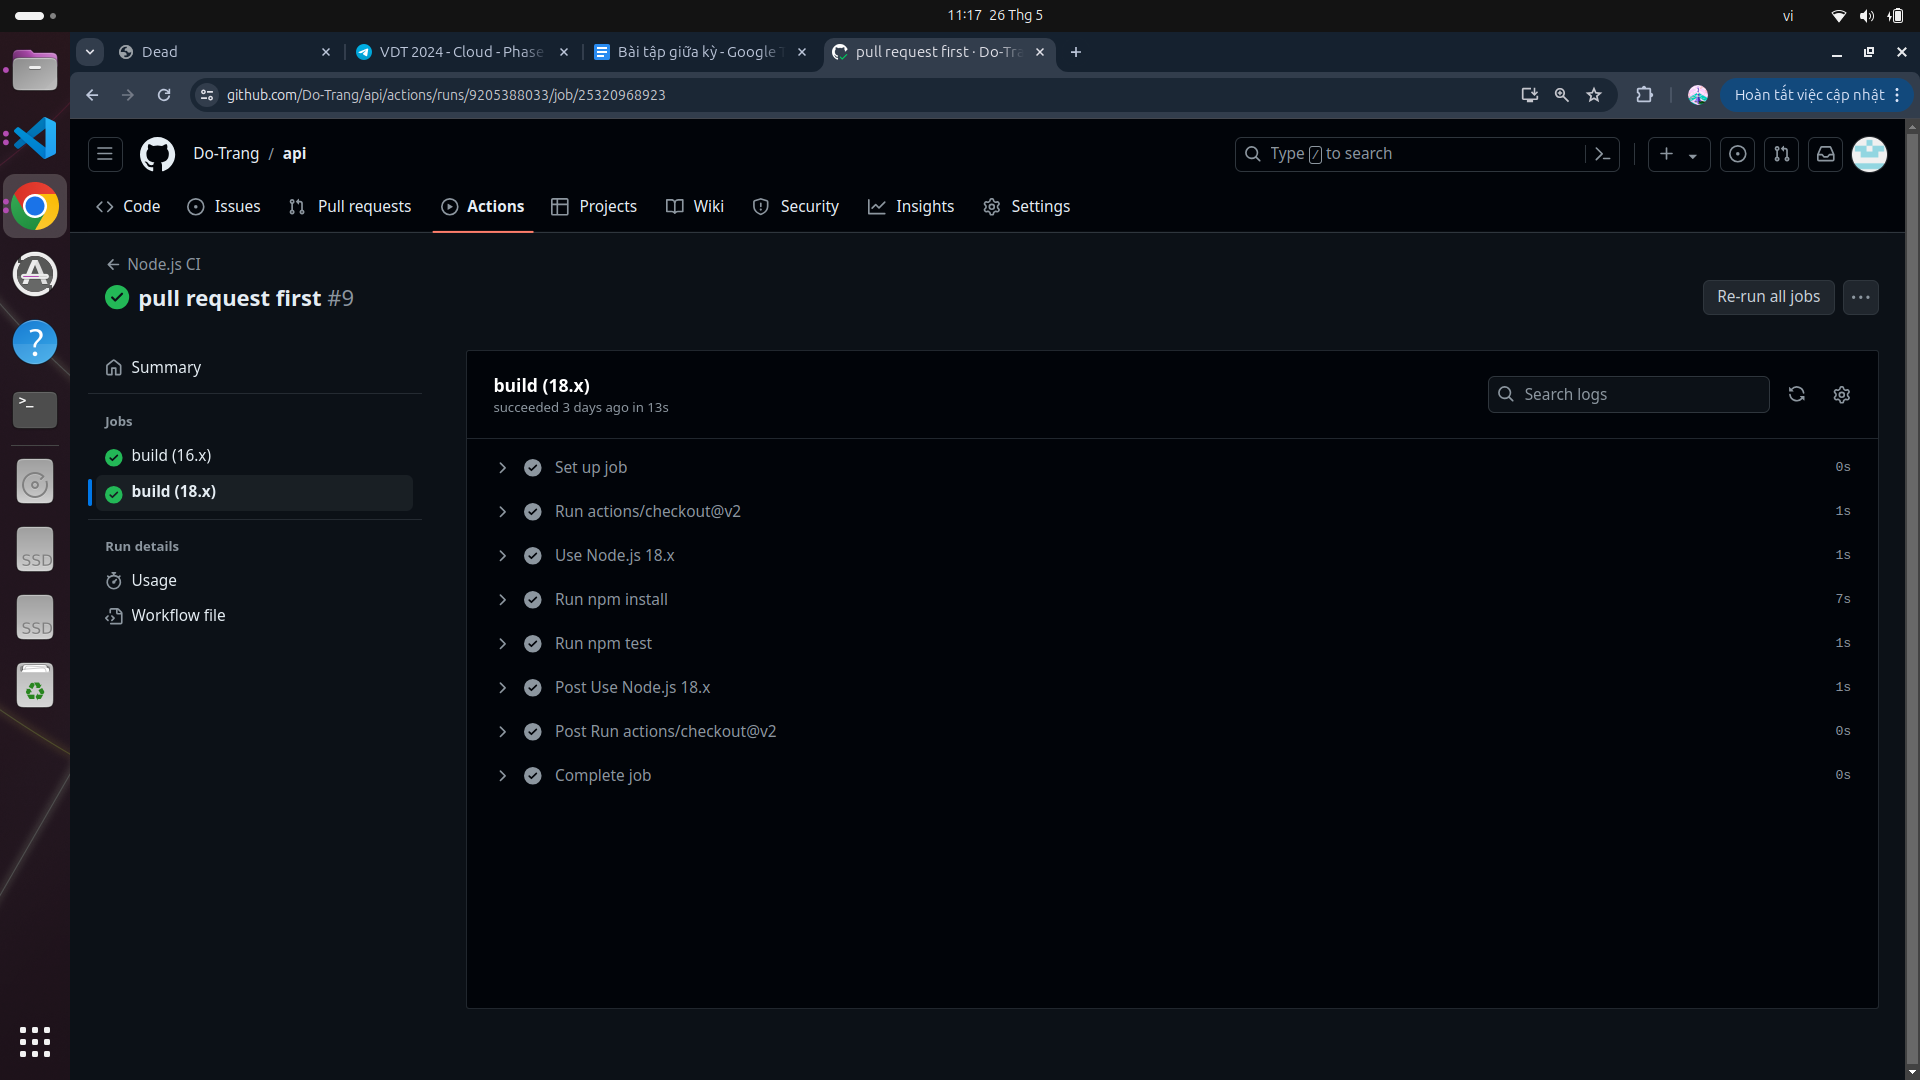 11:17 26 Thg 5
vi
Dead
VDT 2024 - Cloud - Phase
Bài tập giữa kỳ - Google T
pull request first · Do-Tra
github.com/Do-Trang/api/actions/runs/9205388033/job/25320968923
Hoàn tất việc cập nhật
Do-Trang / api
Type / to search
Code
Issues
Pull requests
Actions
Projects
Wiki
Security
Insights
Settings
Node.js CI
pull request first #9
Re-run all jobs
Summary
Jobs
build (16.x)
build (18.x)
Run details
Usage
Workflow file
build (18.x)
succeeded 3 days ago in 13s
Search logs
Set up job 0s
Run actions/checkout@v2 1s
Use Node.js 18.x 1s
Run npm install 7s
Run npm test 1s
Post Use Node.js 18.x 1s
Post Run actions/checkout@v2 0s
Complete job 0s
SSD
SSD